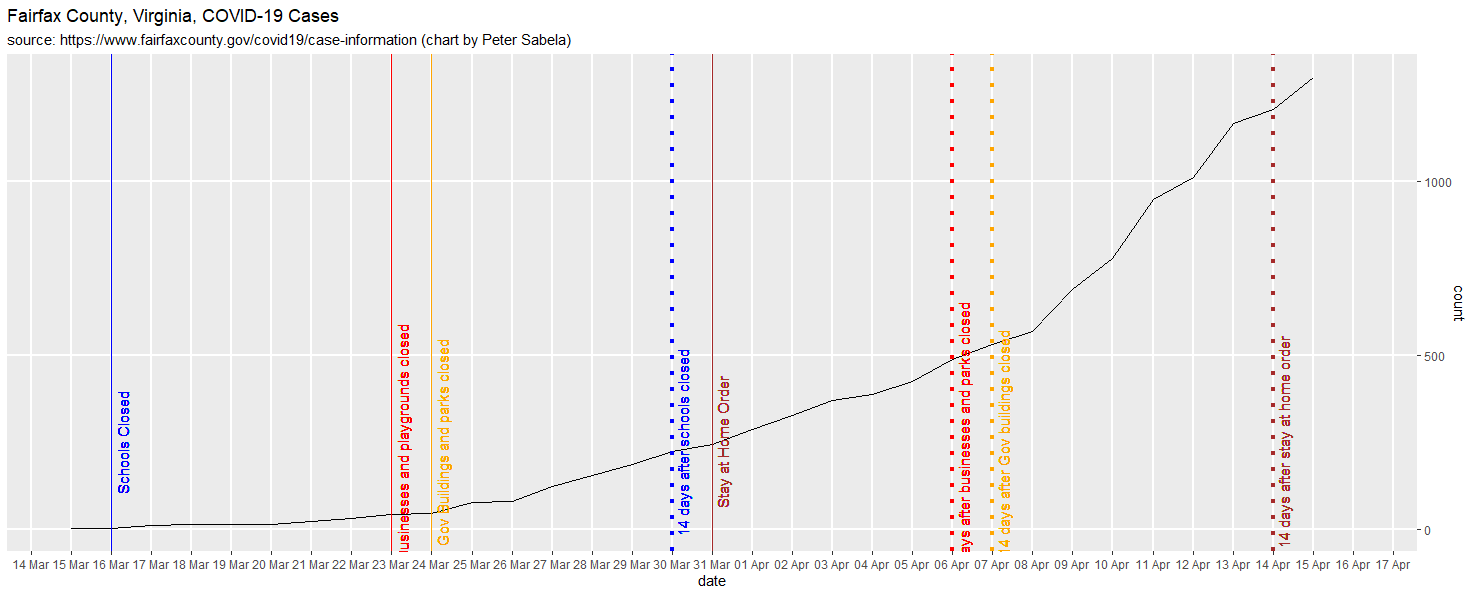 Fairfax County, Virginia, COVID-19 Cases
source: https://www.fairfaxcounty.gov/covid19/case-information (chart by Peter Sabela)
Schools Closed
and playgrounds closed
Gov Buildings and parks closed
14 days after schools closed
Stay at Home Order
after businesses and parks closed
14 days after Gov buildings closed
14 days after stay at home order
1000
500
0
count
14 Mar 15 Mar 16 Mar 17 Mar 18 Mar 19 Mar 20 Mar 21 Mar 22 Mar 23 Mar 24 Mar 25 Mar 26 Mar 27 Mar 28 Mar 29 Mar 30 Mar 31 Mar 01 Apr 02 Apr 03 Apr 04 Apr 05 Apr 06 Apr 07 Apr 08 Apr 09 Apr 10 Apr 11 Apr 12 Apr 13 Apr 14 Apr 15 Apr 16 Apr 17 Apr
date